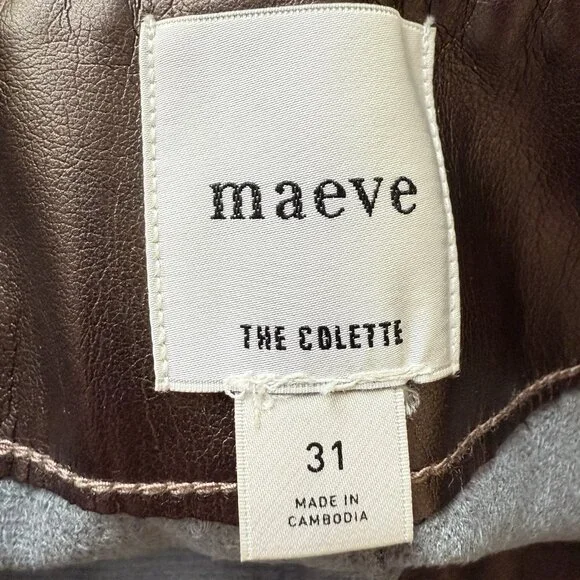 maeve
THE COLETTE
31
MADE IN
CAMBODIA